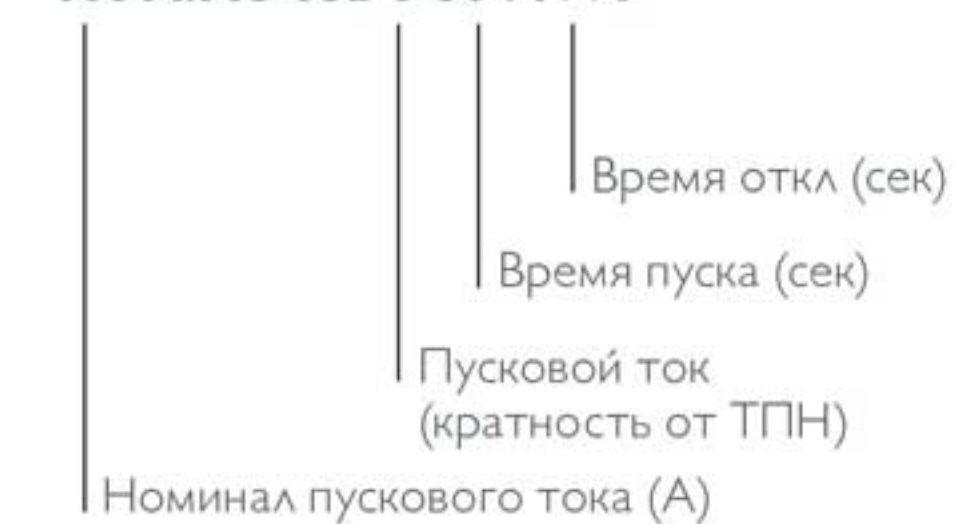 Время откл (сек)
Время пуска (сек)
Пусковой ток
(кратность от ТПН)
Номинал пускового тока (А)